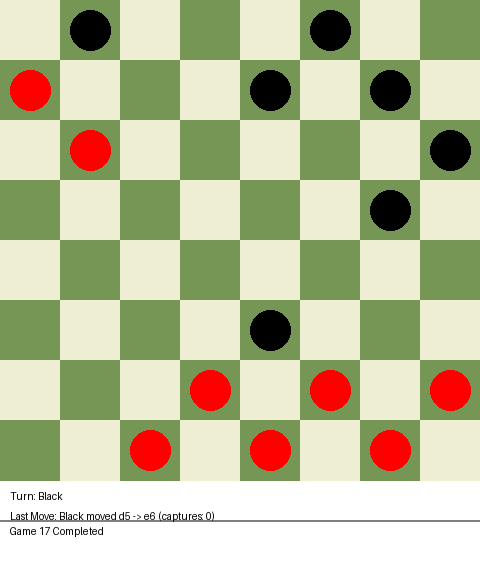 Turn: Black
Last Move: Black moved d5 -> e6 (captures: 0)
Game 17 Completed